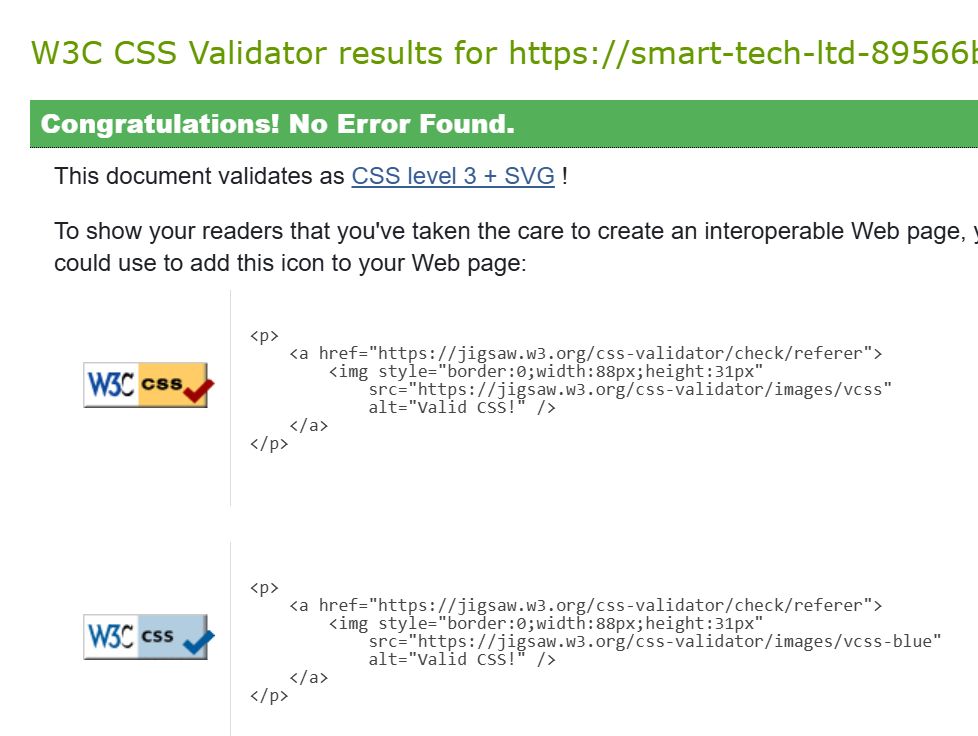 W3C CSS Validator results for https://smart-tech-ltd-89566
Congratulations! No Error Found.
This document validates as CSS level 3 + SVG !
To show your readers that you've taken the care to create an interoperable Web page,
could use to add this icon to your Web page:
<p>
<a href="https://jigsaw.w3.org/css-validator/check/referer">
W3C css
<img style="border:0;width:88px;height:31px"
src="https://jigsaw.w3.org/css-validator/images/vcss"
alt="Valid CSS!" />
</a>
</p>
<p>
<a href="https://jigsaw.w3.org/css-validator/check/referer">
W3C css
<img style="border:0;width:88px;height:31px"
src="https://jigsaw.w3.org/css-validator/images/vcss-blue"
alt="Valid CSS!" />
</a>
</p>